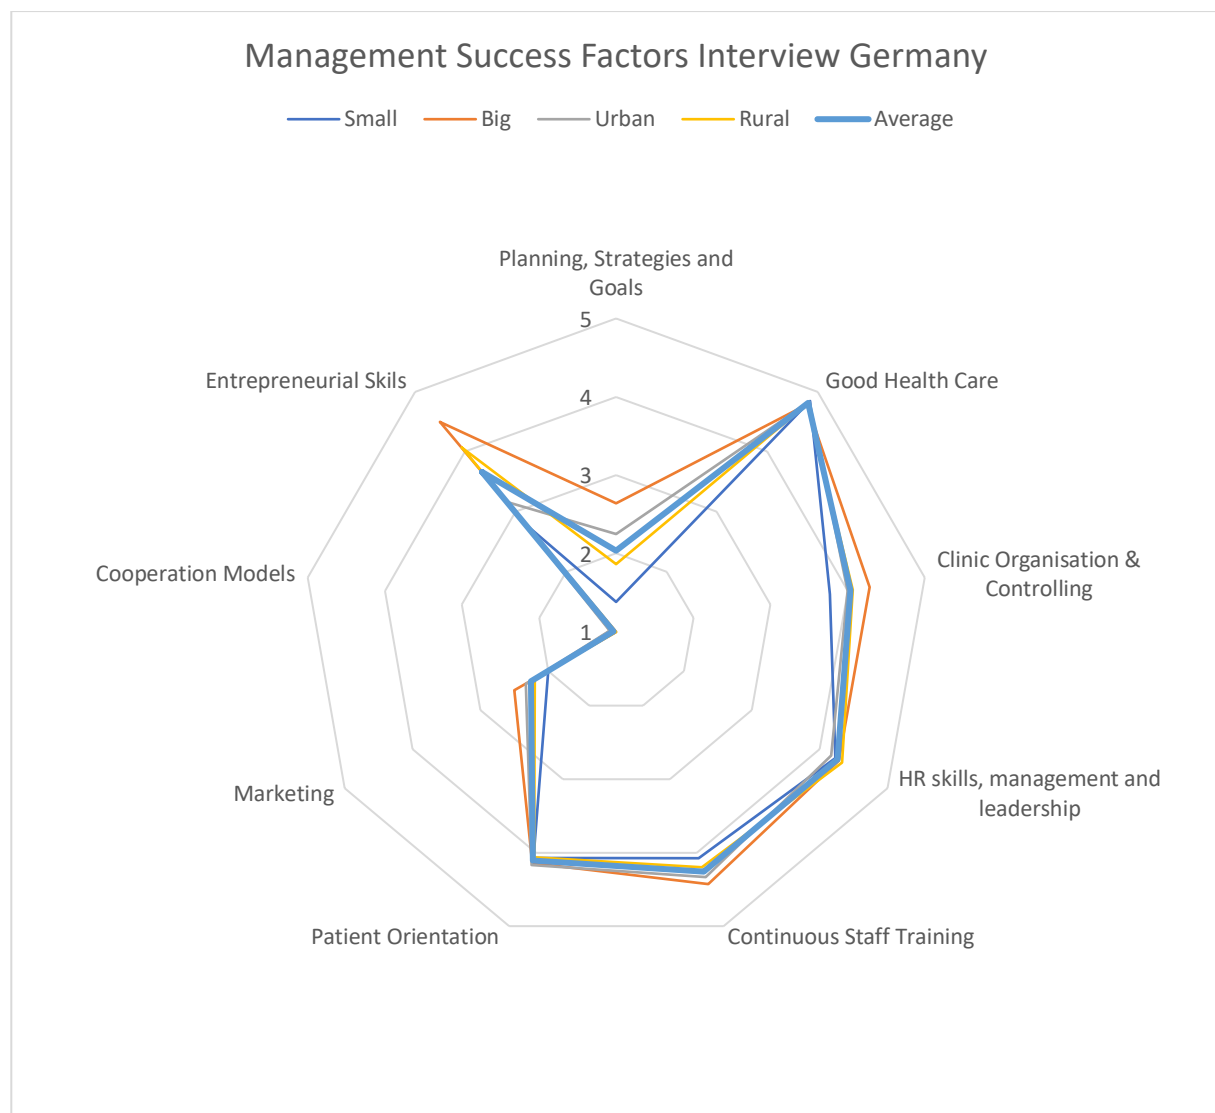 Management Success Factors Interview Germany
Small Big Urban Rural Average
Planning, Strategies and
Goals
5
Entrepreneurial Skils
Good Health Care
4
3
Cooperation Models
Clinic Organisation &
Controlling
2
1
Marketing
HR skills, management and
leadership
Patient Orientation
Continuous Staff Training